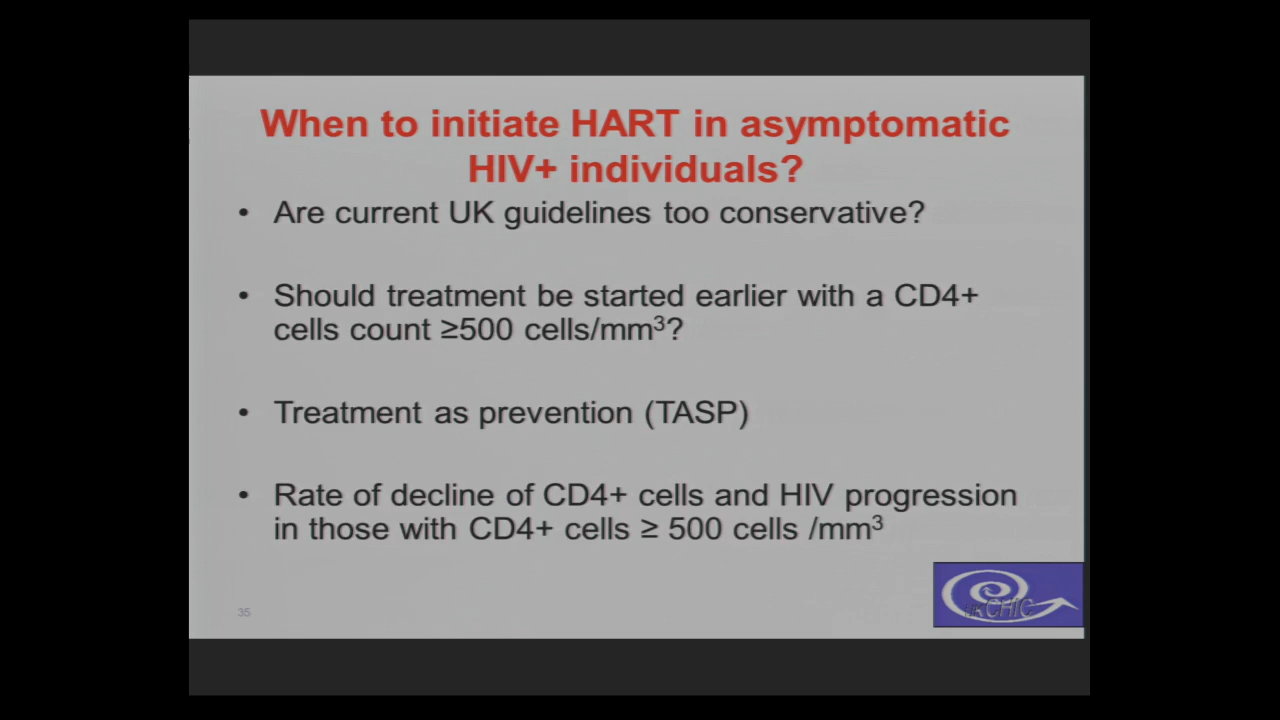 When to initiate HART in asymptomatic
HIV+ individuals?
• Are current UK guidelines too conservative?
• Should treatment be started earlier with a CD4+
cells count ≥500 cells/mm³?
• Treatment as prevention (TASP)
• Rate of decline of CD4+ cells and HIV progression
in those with CD4+ cells ≥ 500 cells /mm³
35
UK CHIC